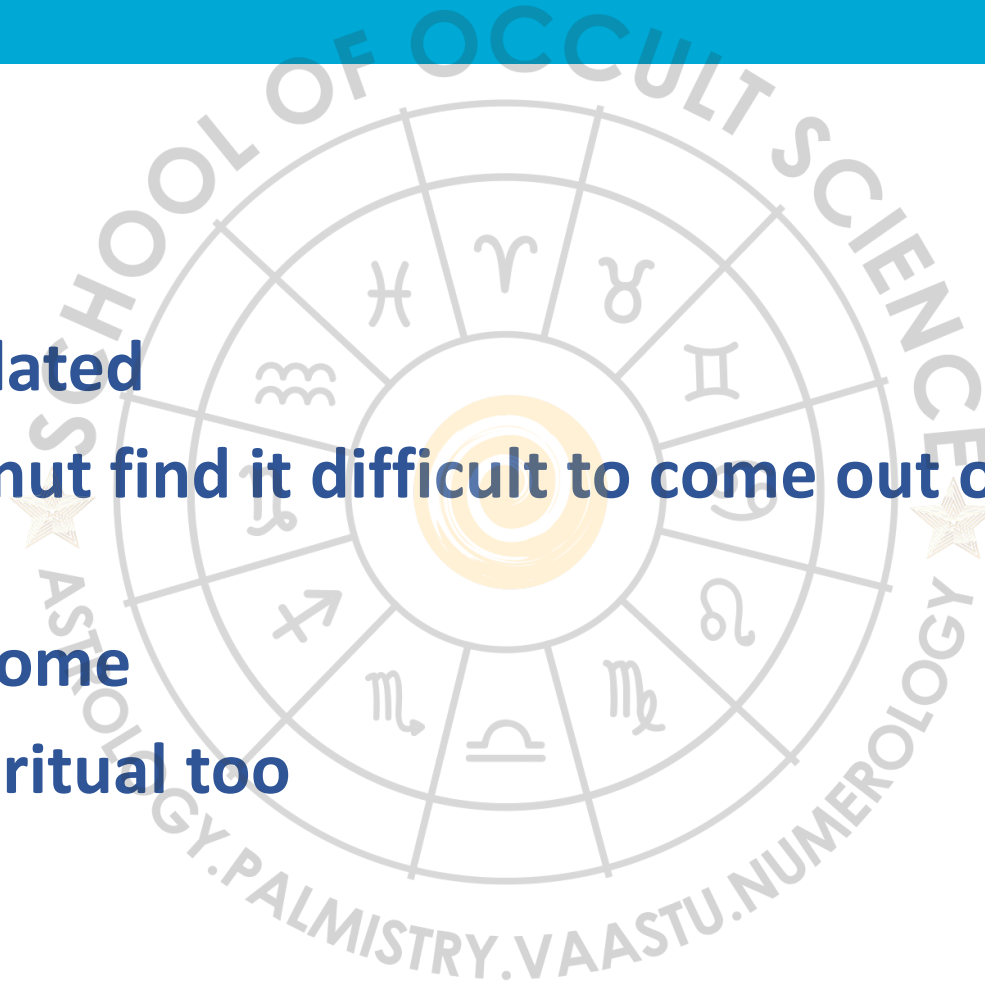 SCHOOL OF OCCULT SCIENCE
lated
nut find it difficult to come out o
ome
ritual too
ASTROLOGY.PALMISTRY.VAASTU.NUMEROLOGY